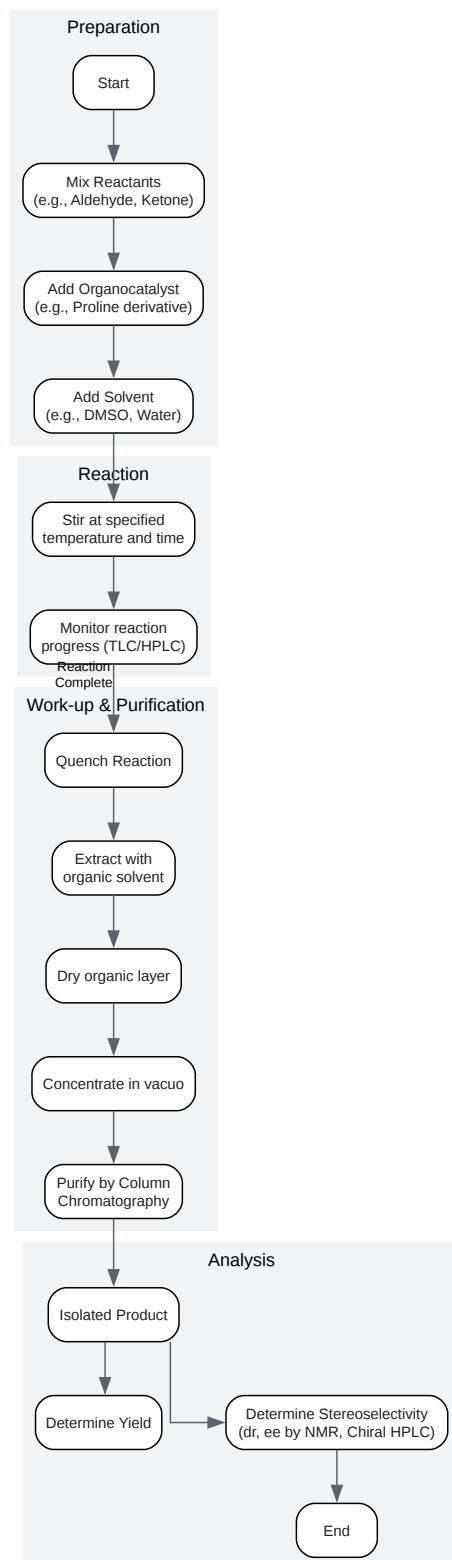 Preparation
Start
Mix Reactants
(e.g., Aldehyde, Ketone)
Add Organocatalyst
(e.g., Proline derivative)
Add Solvent
(e.g., DMSO, Water)
Reaction
Stir at specified
temperature and time
Monitor reaction
progress (TLC/HPLC)
Reaction
Complete
Work-up & Purification
Quench Reaction
Extract with
organic solvent
Dry organic layer
Concentrate in vacuo
Purify by Column
Chromatography
Analysis
Isolated Product
Determine Yield
Determine Stereoselectivity
(dr, ee by NMR, Chiral HPLC)
End